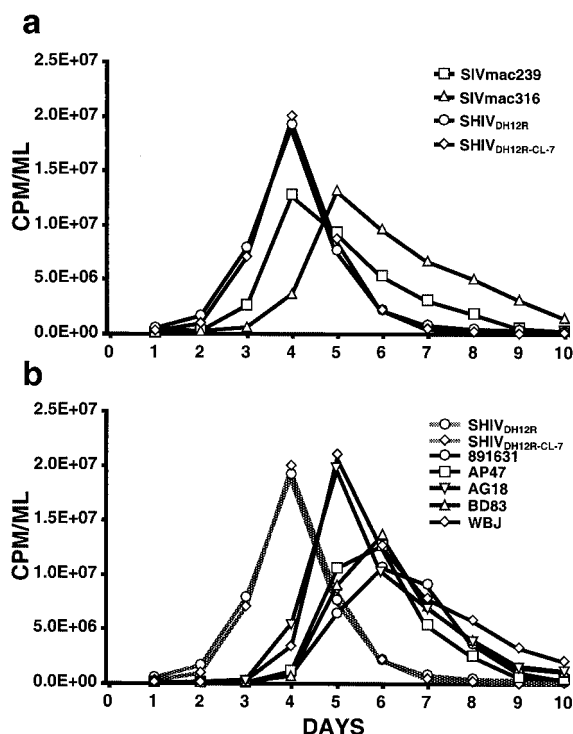 a
CPM/ML
2.5E+07
2.0E+07
1.5E+07
1.0E+07
5.0E+06
0.0E+00
0 1 2 3 4 5 6 7 8 9 10
SIVmac239
SIVmac316
SHIVDH12R
SHIVDH12R-CL-7
b
CPM/ML
2.5E+07
2.0E+07
1.5E+07
1.0E+07
5.0E+06
0.0E+00
0 1 2 3 4 5 6 7 8 9 10
DAYS
SHIVDH12R
SHIVDH12R-CL-7
891631
AP47
AG18
BD83
WBJ